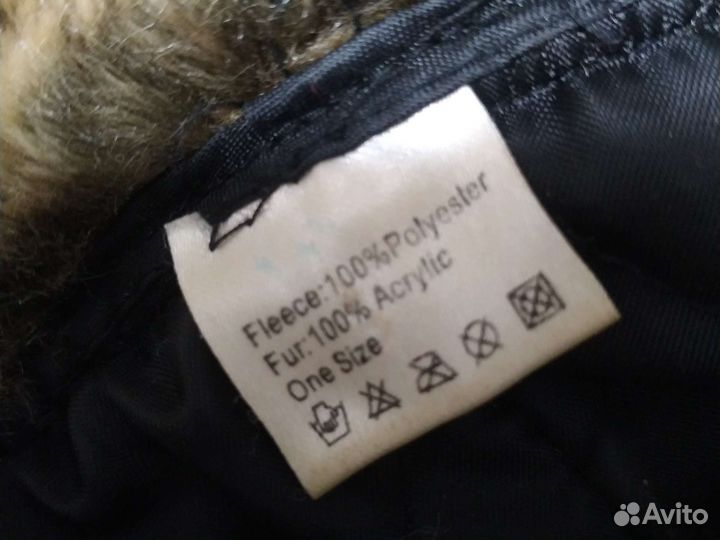 Fleece:100%Polyester
Fur:100% Acrylic
One Size
Avito